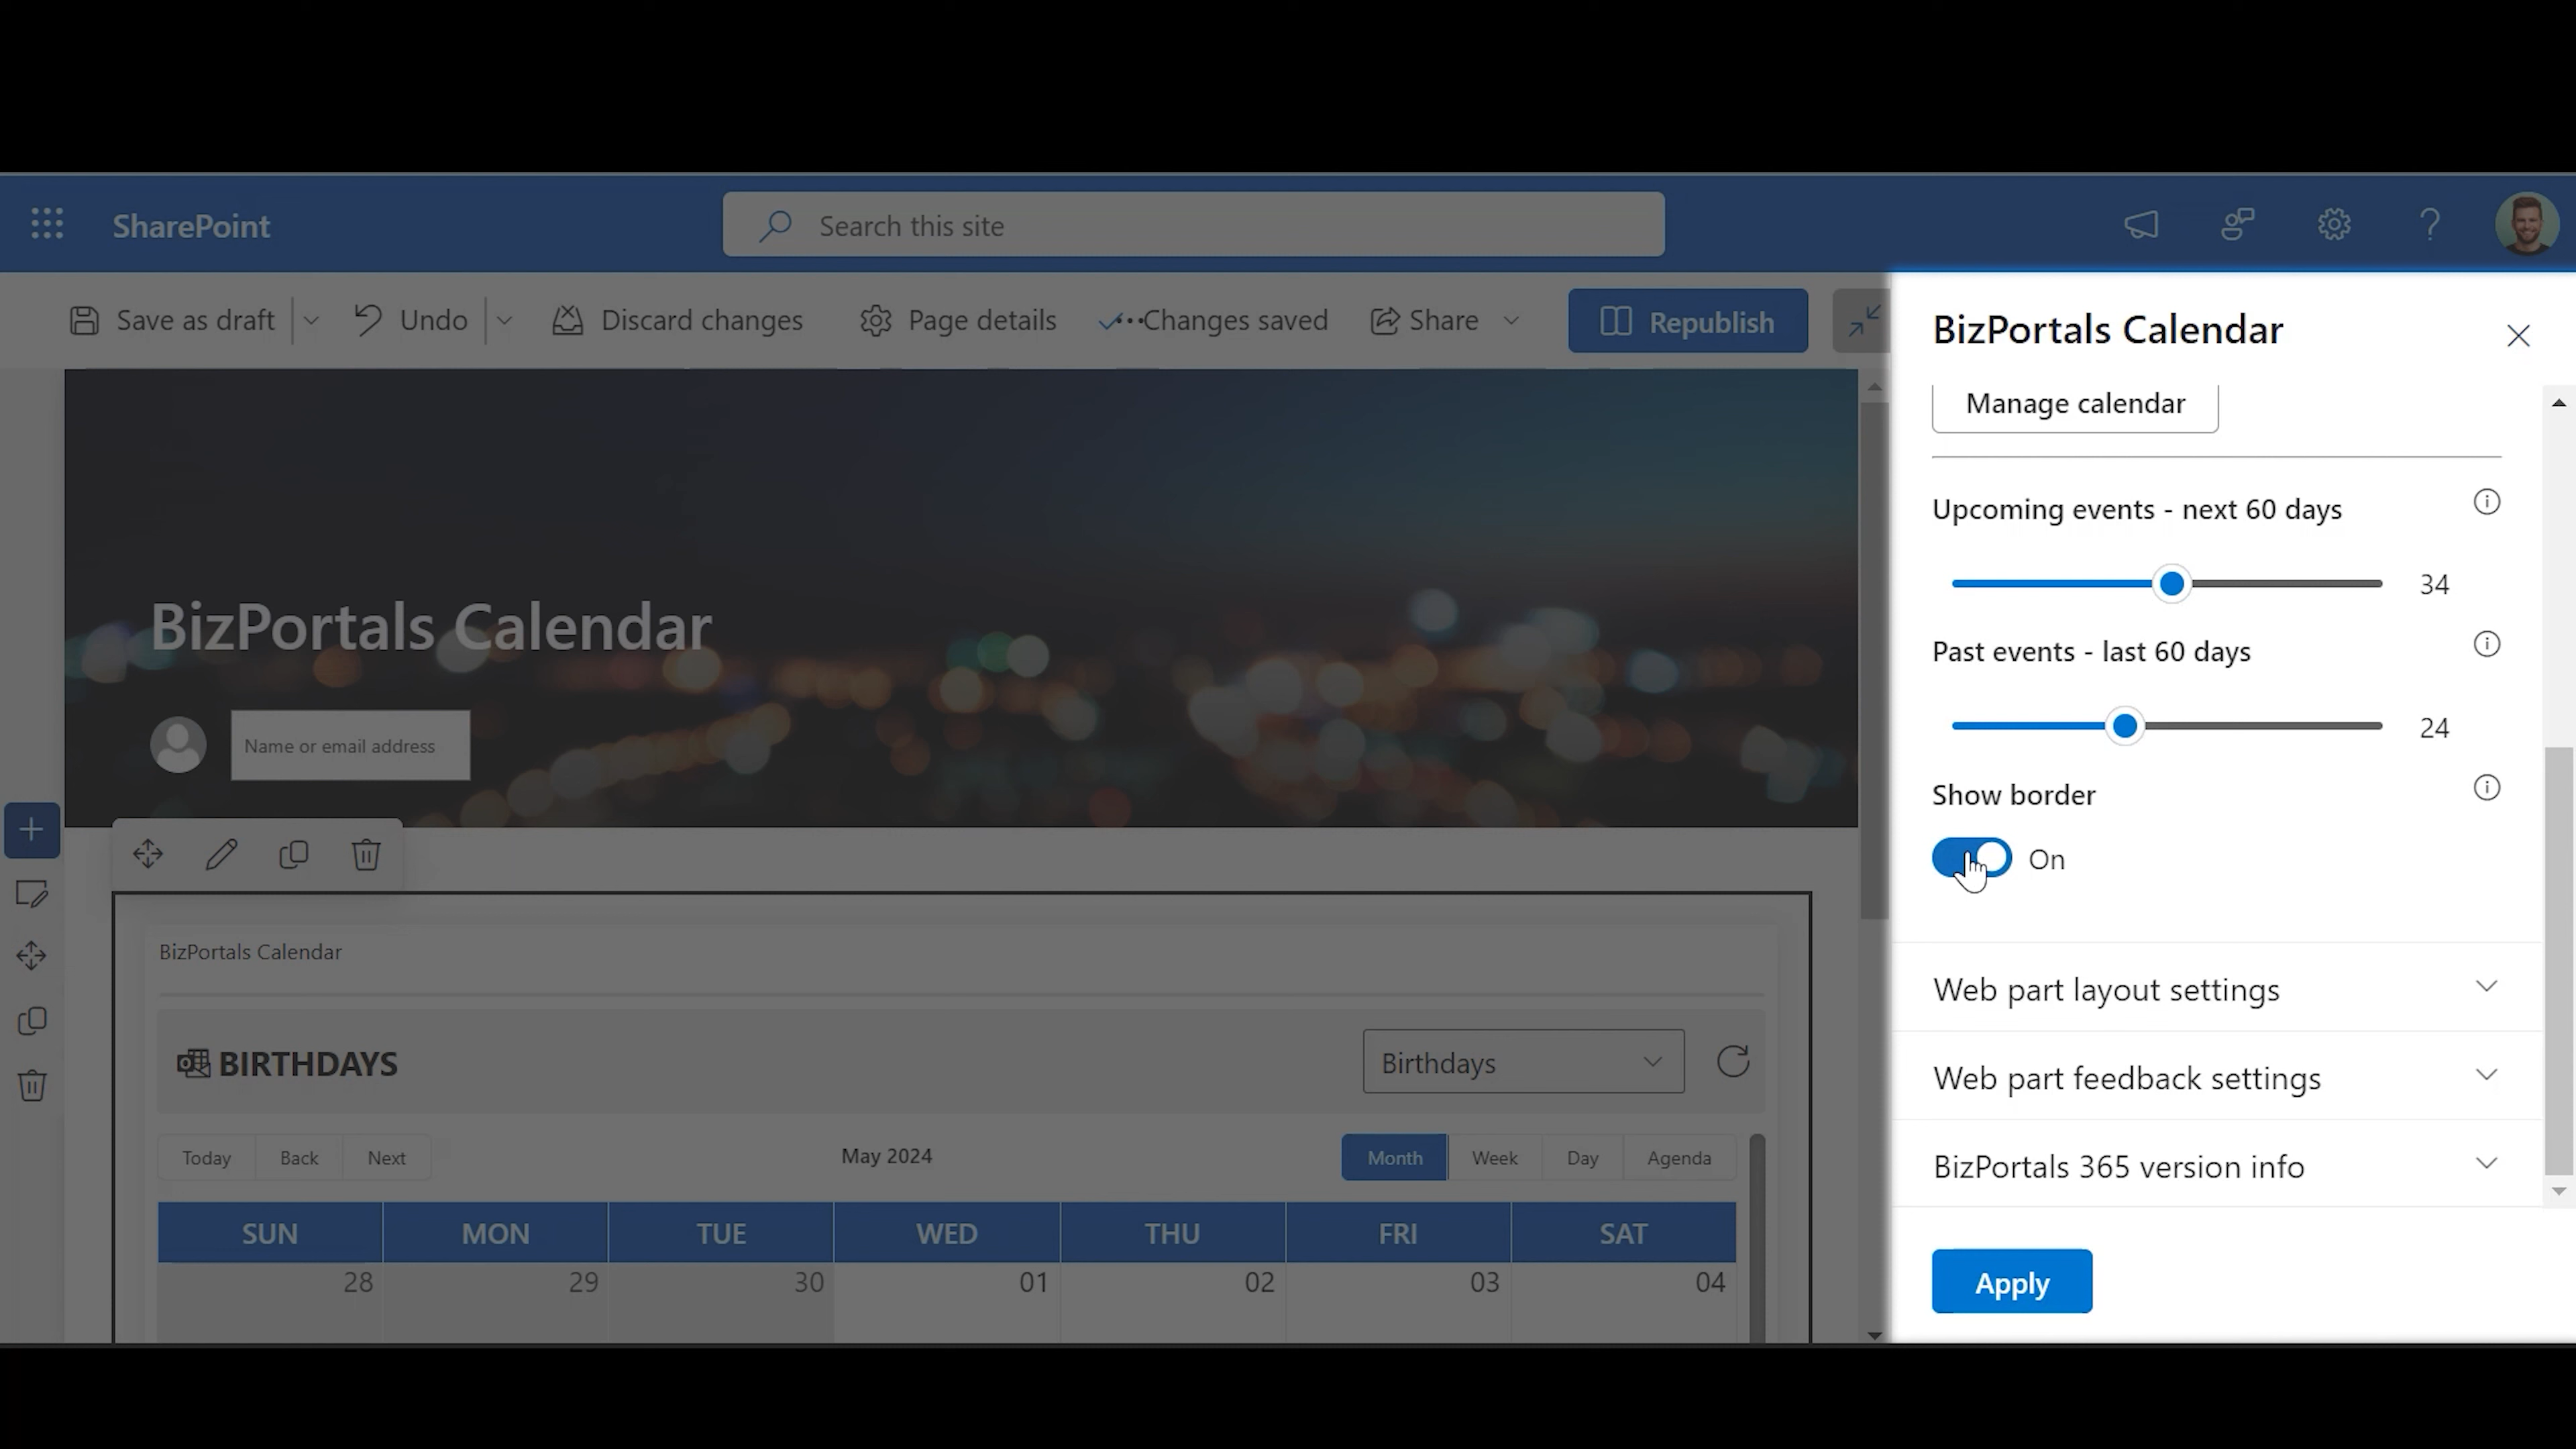 SharePoint
Search this site
Save as draft
Undo
Discard changes
Page details
Changes saved
Share
Republish
BizPortals Calendar
Name or email address
BizPortals Calendar
BIRTHDAYS
Birthdays
Today
Back
Next
May 2024
Month
Week
Day
Agenda
SUN
MON
TUE
WED
THU
FRI
SAT
28
29
30
01
02
03
04
BizPortals Calendar
Manage calendar
Upcoming events - next 60 days
34
Past events - last 60 days
24
Show border
On
Web part layout settings
Web part feedback settings
BizPortals 365 version info
Apply